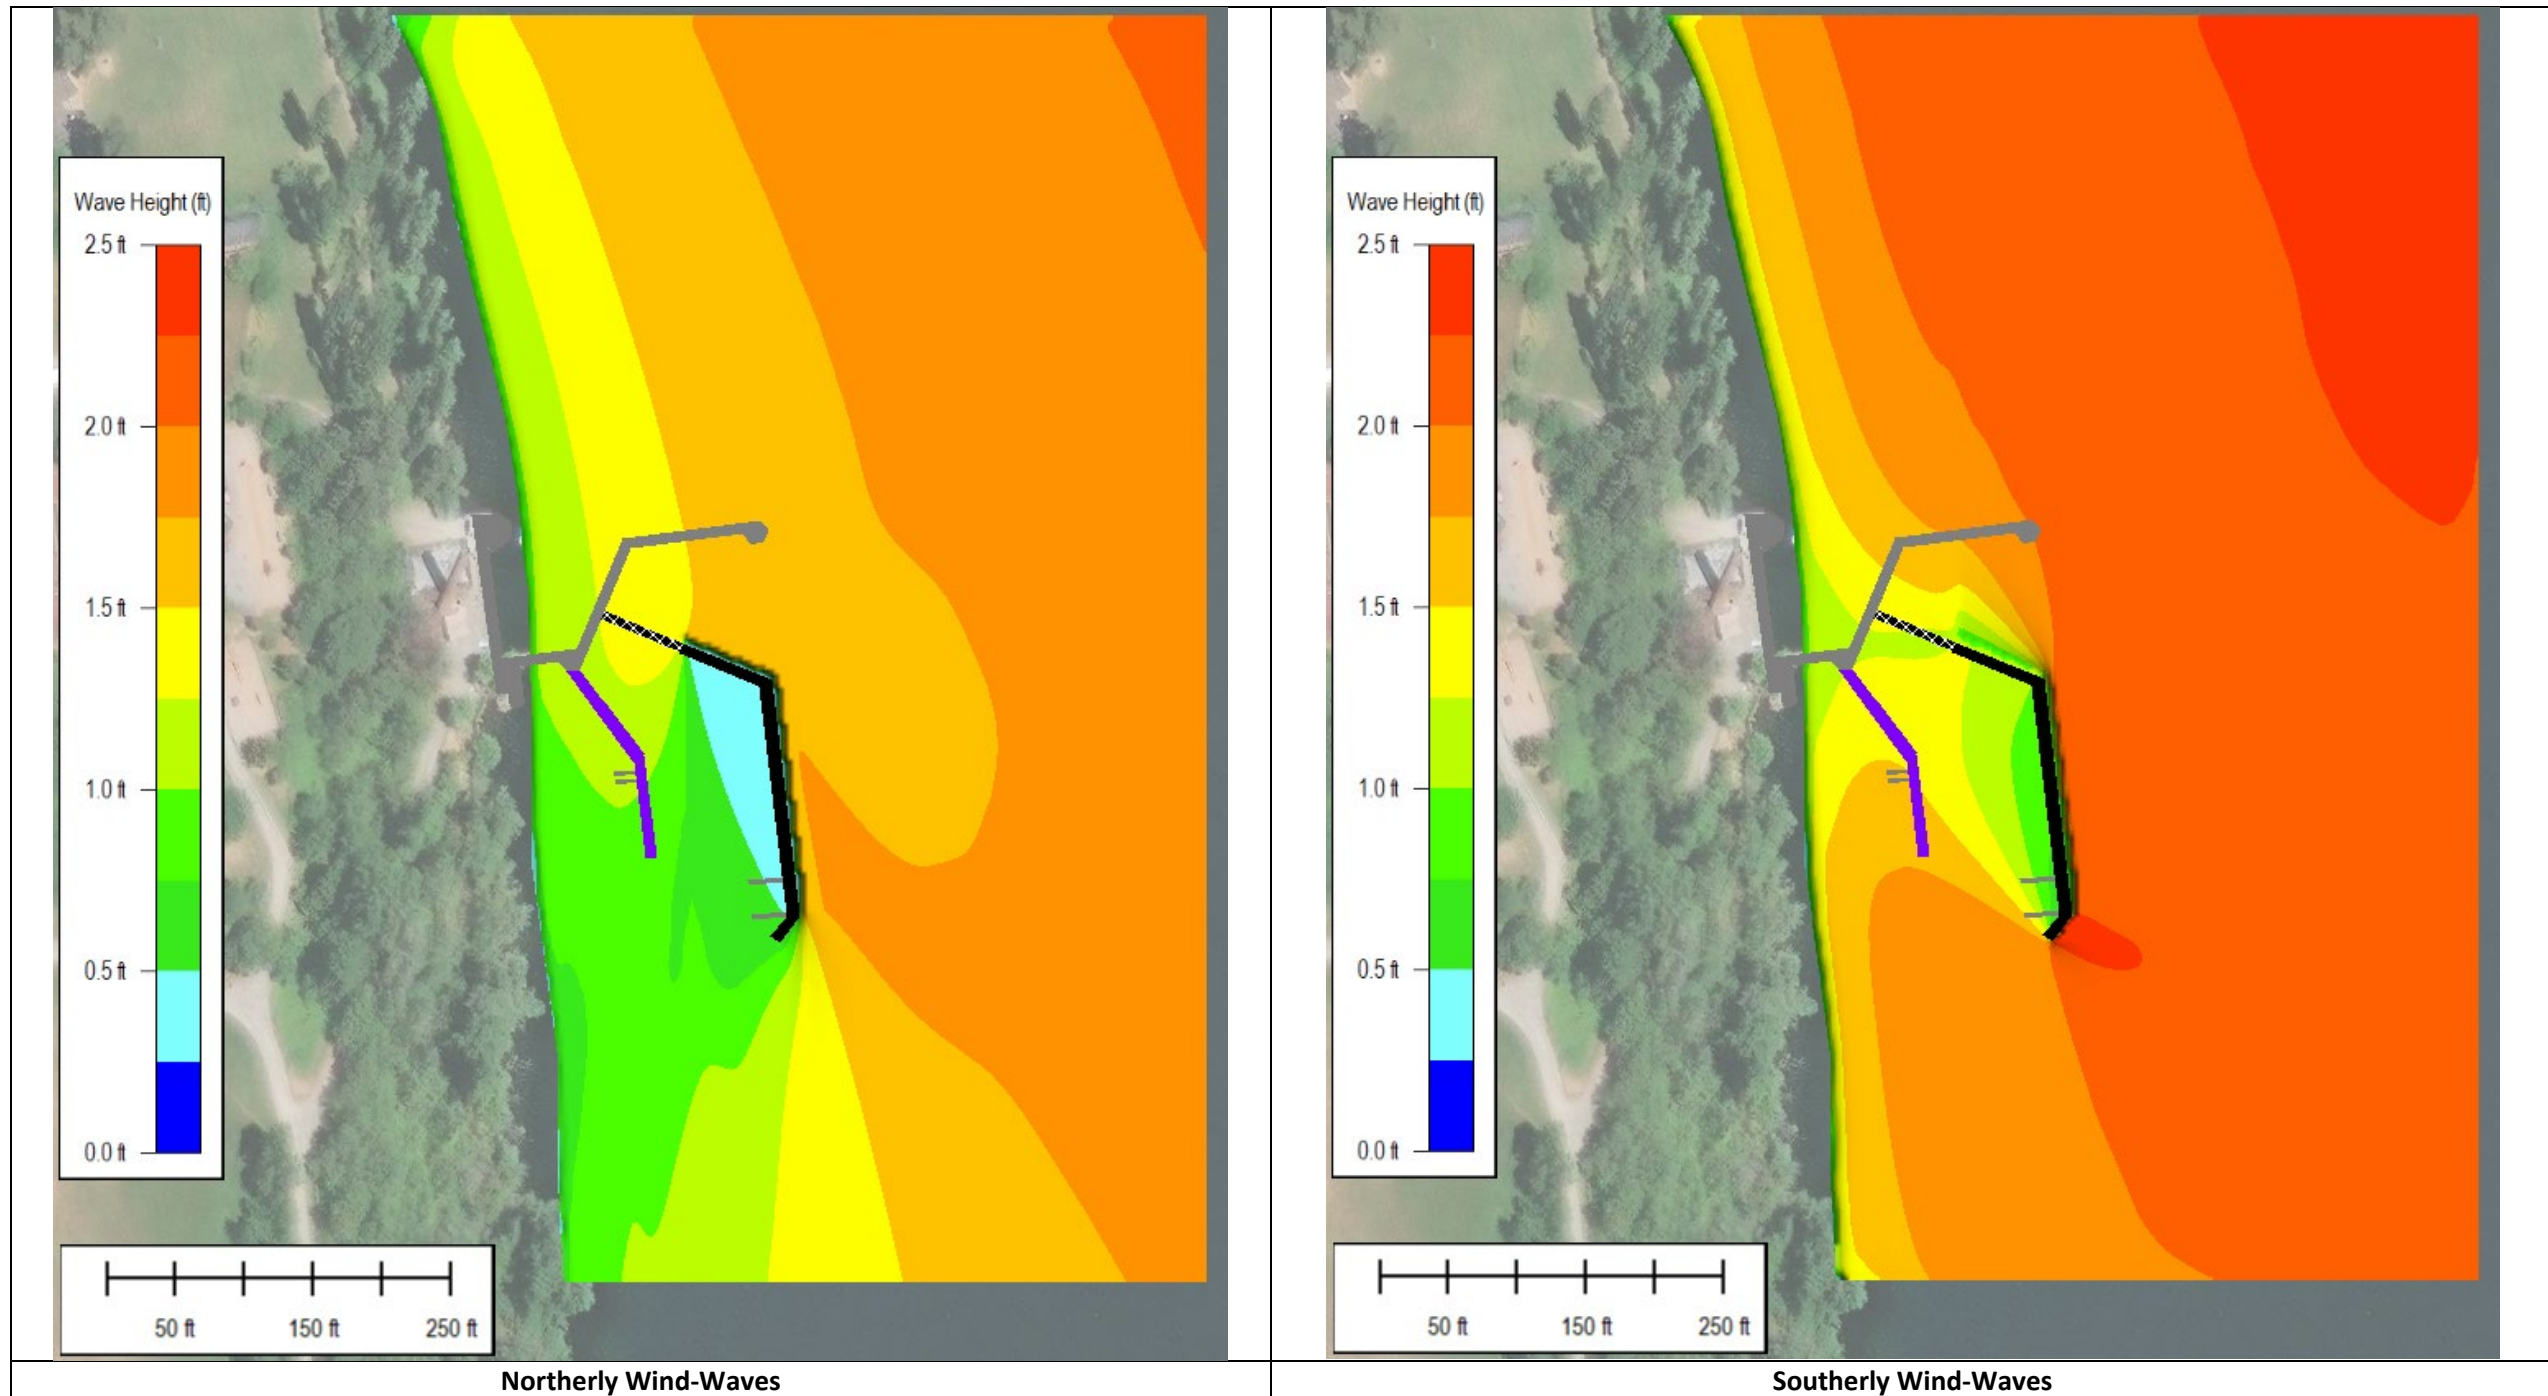 Wave Height (ft)
2.5 ft
2.0 ft
1.5 ft
1.0 ft
0.5 ft
0.0 ft
50 ft 150 ft 250 ft
Northerly Wind-Waves
Wave Height (ft)
2.5 ft
2.0 ft
1.5 ft
1.0 ft
0.5 ft
0.0 ft
50 ft 150 ft 250 ft
Southerly Wind-Waves